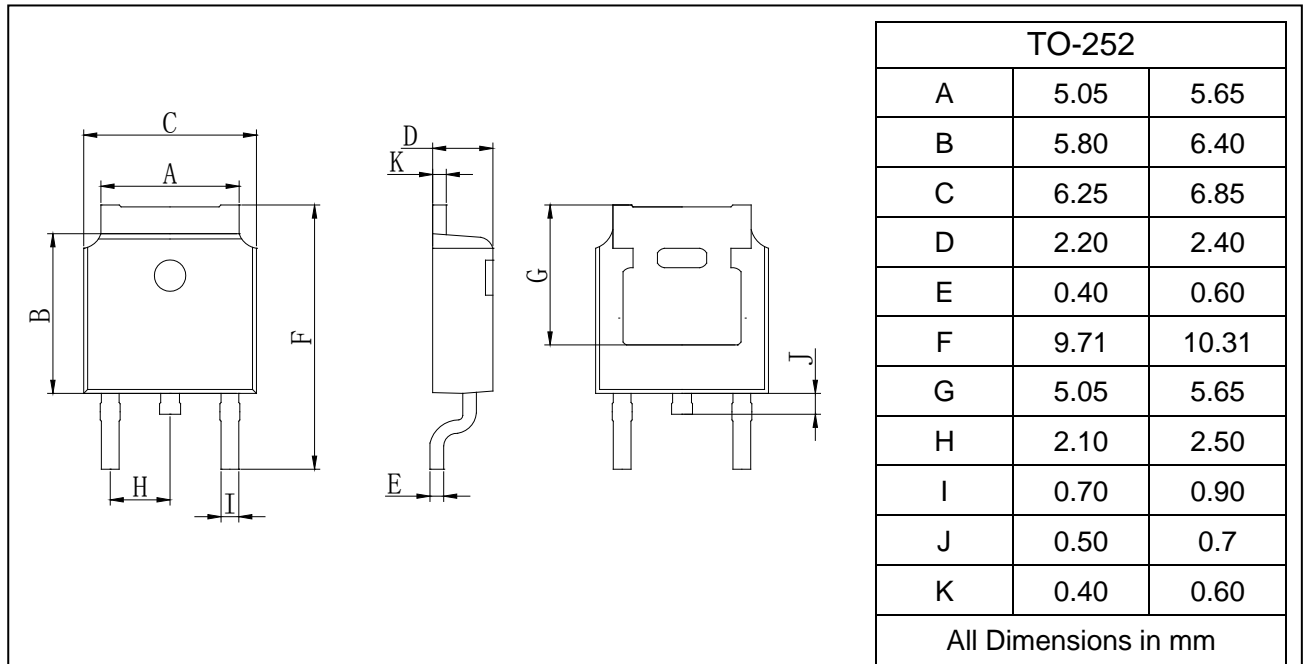 C
A
B
F
H
I
D
K
E
G
J
TO-252
A 5.05 5.65
B 5.80 6.40
C 6.25 6.85
D 2.20 2.40
E 0.40 0.60
F 9.71 10.31
G 5.05 5.65
H 2.10 2.50
I 0.70 0.90
J 0.50 0.7
K 0.40 0.60
All Dimensions in mm